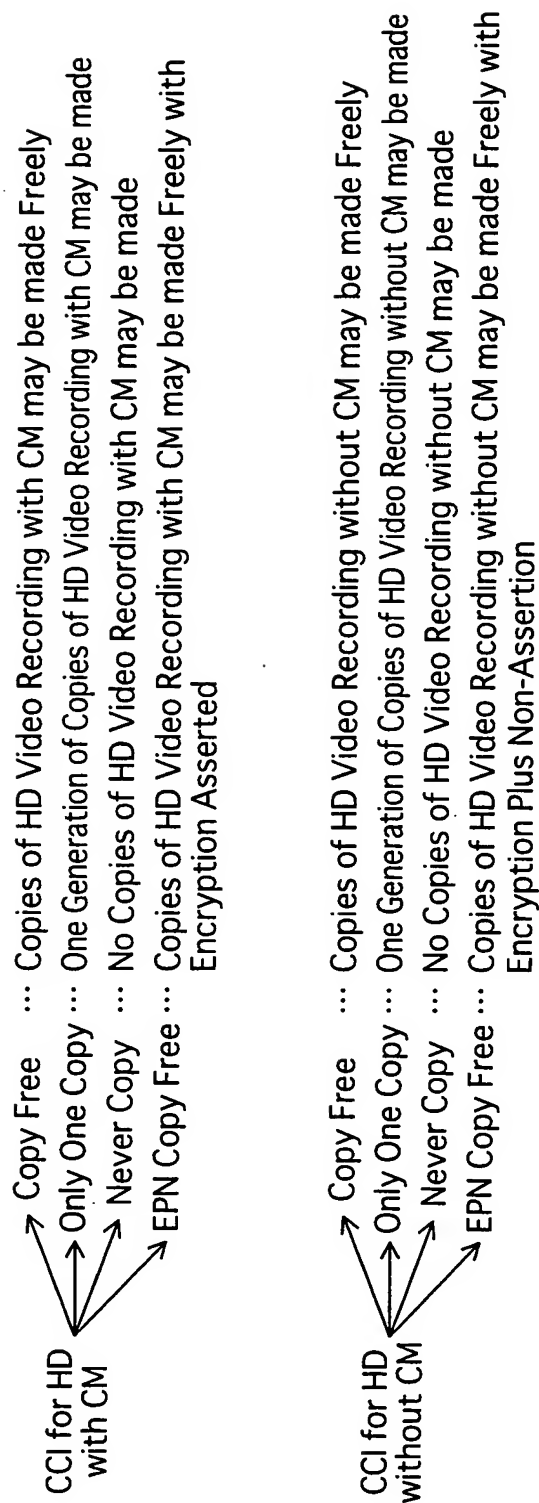 CCI for HD
with CM
Copy Free ... Copies of HD Video Recording with CM may be made Freely
Only One Copy ... One Generation of Copies of HD Video Recording with CM may be made
Never Copy ... No Copies of HD Video Recording with CM may be made
EPN Copy Free ... Copies of HD Video Recording with CM may be made Freely with
Encryption Asserted
CCI for HD
without CM
Copy Free ... Copies of HD Video Recording without CM may be made Freely
Only One Copy ... One Generation of Copies of HD Video Recording without CM may be made
Never Copy ... No Copies of HD Video Recording without CM may be made
EPN Copy Free ... Copies of HD Video Recording without CM may be made Freely with
Encryption Plus Non-Assertion